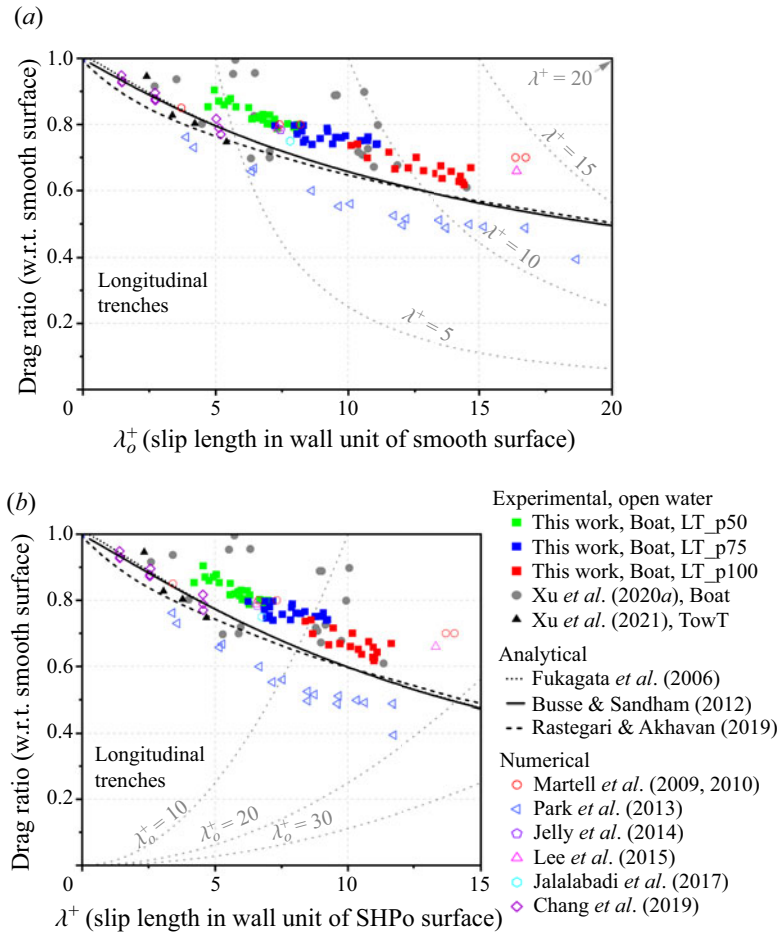 (a)
1.0
0.8
0.6
0.4
0.2
0
5
10
15
20
Drag ratio (w.r.t. smooth surface)
λ⁺ = 20
λ⁺ = 15
λ⁺ = 10
λ⁺ = 5
Longitudinal
trenches
λₒ⁺ (slip length in wall unit of smooth surface)
(b)
1.0
0.8
0.6
0.4
0.2
0
5
10
15
Drag ratio (w.r.t. smooth surface)
Longitudinal
trenches
λₒ⁺ = 10
λₒ⁺ = 20
λₒ⁺ = 30
λ⁺ (slip length in wall unit of SHPo surface)
Experimental, open water
This work, Boat, LT_p50
This work, Boat, LT_p75
This work, Boat, LT_p100
Xu et al. (2020a), Boat
Xu et al. (2021), TowT
Analytical
Fukagata et al. (2006)
Busse & Sandham (2012)
Rastegari & Akhavan (2019)
Numerical
Martell et al. (2009, 2010)
Park et al. (2013)
Jelly et al. (2014)
Lee et al. (2015)
Jalalabadi et al. (2017)
Chang et al. (2019)